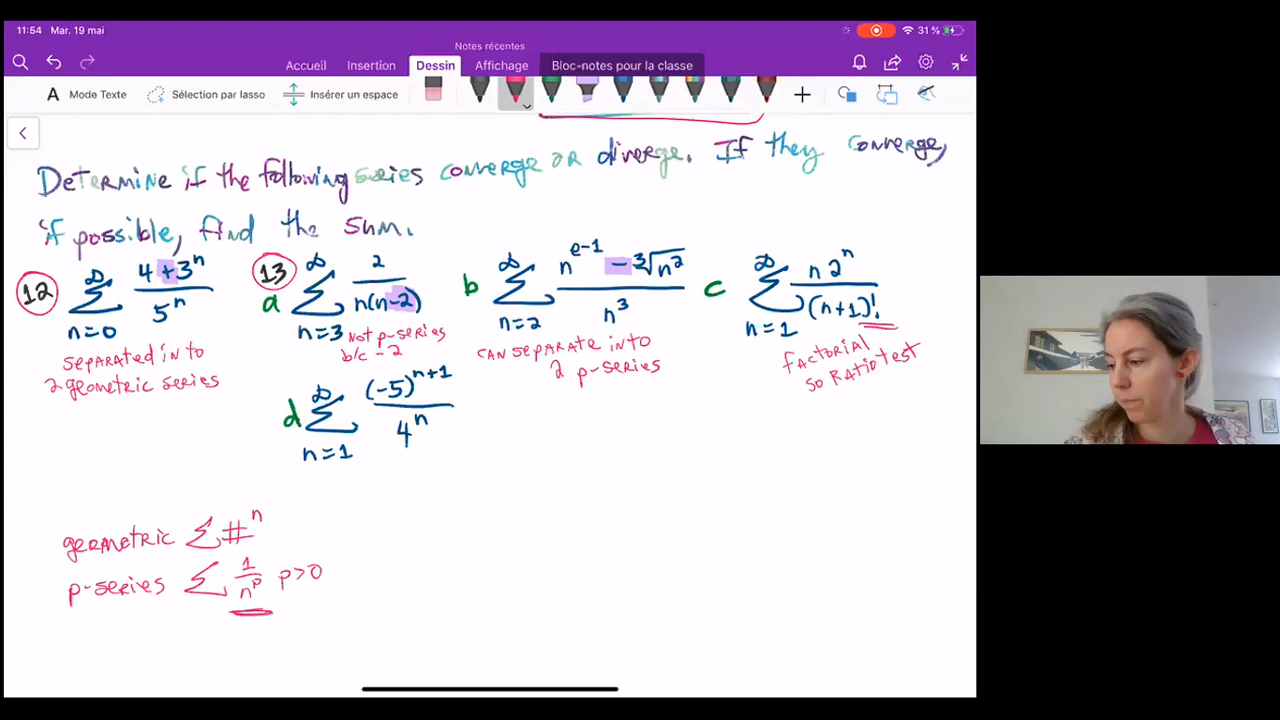 11:54 Mar. 19 mai
31 %
Notes récentes
Accueil Insertion Dessin Affichage Bloc-notes pour la classe
A Mode Texte Sélection par lasso Insérer un espace
Determine if the following series converge or diverge. If they converge,
if possible, find the sum.
12 ∞ Σ n=0 4 + 3^n / 5^n
separated into
2 geometric series
13
a ∞ Σ n=3 2 / n(n-2)
Not p-series
b/c - 2
b ∞ Σ n=2 n^(e-1) - ∛n² / n³
can separate into
2 p-series
c ∞ Σ n=1 n 2^n / (n+1)!
factorial
so Ratio test
d ∞ Σ n=1 (-5)^(n+1) / 4^n
geometric Σ #^n
p-series Σ 1/n^p p>0